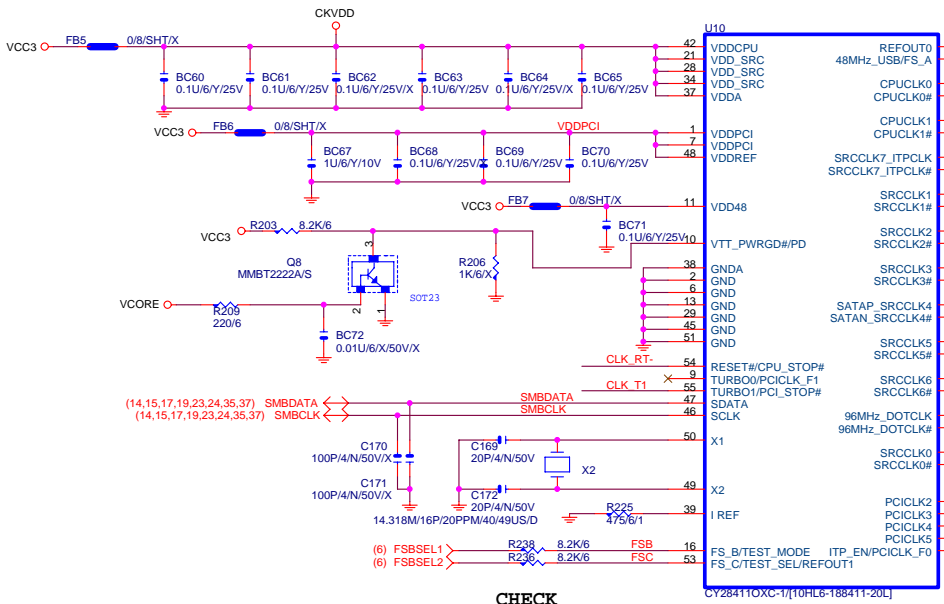 CKVDD
U10
VCC3 FB5 0/8/SHT/X
42 VDDCPU REFOUT0
21 VDD_SRC 48MHz_USB/FS_A
28 VDD_SRC
34 VDD_SRC CPUCLK0
37 VDDA CPUCLK0#
BC60 BC61 BC62 BC63 BC64 BC65
0.1U/6/Y/25V 0.1U/6/Y/25V 0.1U/6/Y/25V/X 0.1U/6/Y/25V 0.1U/6/Y/25V/X 0.1U/6/Y/25V
CPUCLK1
VCC3 FB6 0/8/SHT/X VDDPCI
1 VDDPCI CPUCLK1#
7 VDDPCI
48 VDDREF SRCCLK7_ITPCLK
SRCCLK7_ITPCLK#
BC67 BC68 BC69 BC70
1U/6/Y/10V 0.1U/6/Y/25V/X 0.1U/6/Y/25V 0.1U/6/Y/25V
SRCCLK1
VCC3 FB7 0/8/SHT/X
11 VDD48 SRCCLK1#
BC71
0.1U/6/Y/25V
SRCCLK2
R203 8.2K/6
VCC3
10 VTT_PWRGD#/PD SRCCLK2#
3
Q8
MMBT2222A/S
SOT23
R206
1K/6/X
38 GNDA SRCCLK3
2 GND SRCCLK3#
6 GND
13 GND SATAP_SRCCLK4
29 GND SATAN_SRCCLK4#
45 GND
51 GND SRCCLK5
SRCCLK5#
VCORE
R209
220/6
2 1
BC72
0.01U/6/X/50V/X
CLK_RT- 54 RESET#/CPU_STOP#
9 TURBO0/PCICLK_F1 SRCCLK6
CLK_T1 55 TURBO1/PCI_STOP# SRCCLK6#
(14,15,17,19,23,24,35,37) SMBDATA SMBDATA 47 SDATA
(14,15,17,19,23,24,35,37) SMBCLK SMBCLK 46 SCLK 96MHz_DOTCLK
96MHz_DOTCLK#
50 X1
C170
100P/4/N/50V/X
C169
20P/4/N/50V
X2
SRCCLK0
SRCCLK0#
C171
100P/4/N/50V/X
C172
20P/4/N/50V
49 X2
14.318M/16P/20PPM/40/49US/D
PCICLK2
R225
475/6/1
39 I REF PCICLK3
PCICLK4
PCICLK5
(6) FSBSEL1 R238 8.2K/6 FSB 16 FS_B/TEST_MODE ITP_EN/PCICLK_F0
(6) FSBSEL2 R236 8.2K/6 FSC 53 FS_C/TEST_SEL/REFOUT1
CY28411OXC-1/[10HL6-188411-20L]
CHECK